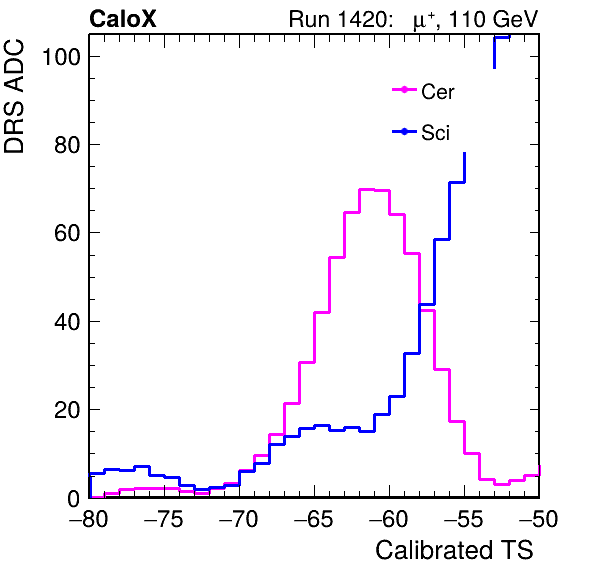 CaloX Run 1420: μ⁺, 110 GeV
DRS ADC
100
80
60
40
20
0
Cer
Sci
−80 −75 −70 −65 −60 −55 −50
Calibrated TS